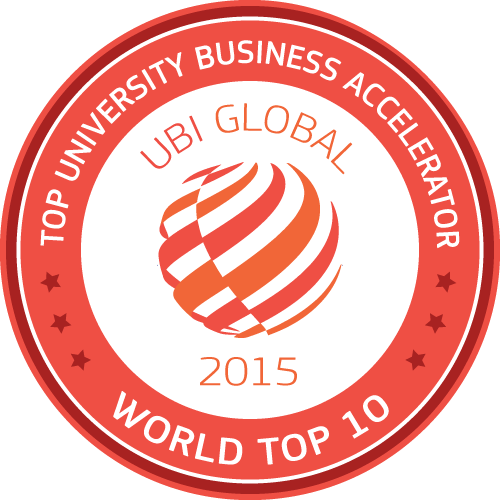 TOP UNIVERSITY BUSINESS ACCELERATOR
UBI GLOBAL
2015
WORLD TOP 10